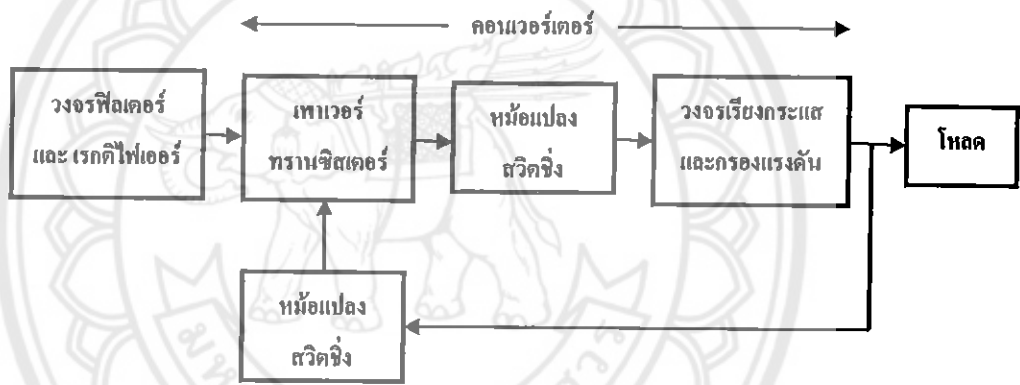 คอนเวอร์เตอร์
วงจรฟิลเตอร์
และ เรกติไฟเออร์
เพาเวอร์
ทรานซิสเตอร์
หม้อแปลง
สวิตชิ่ง
วงจรเรียงกระแส
และกรองแรงดัน
โหลด
หม้อแปลง
สวิตชิ่ง